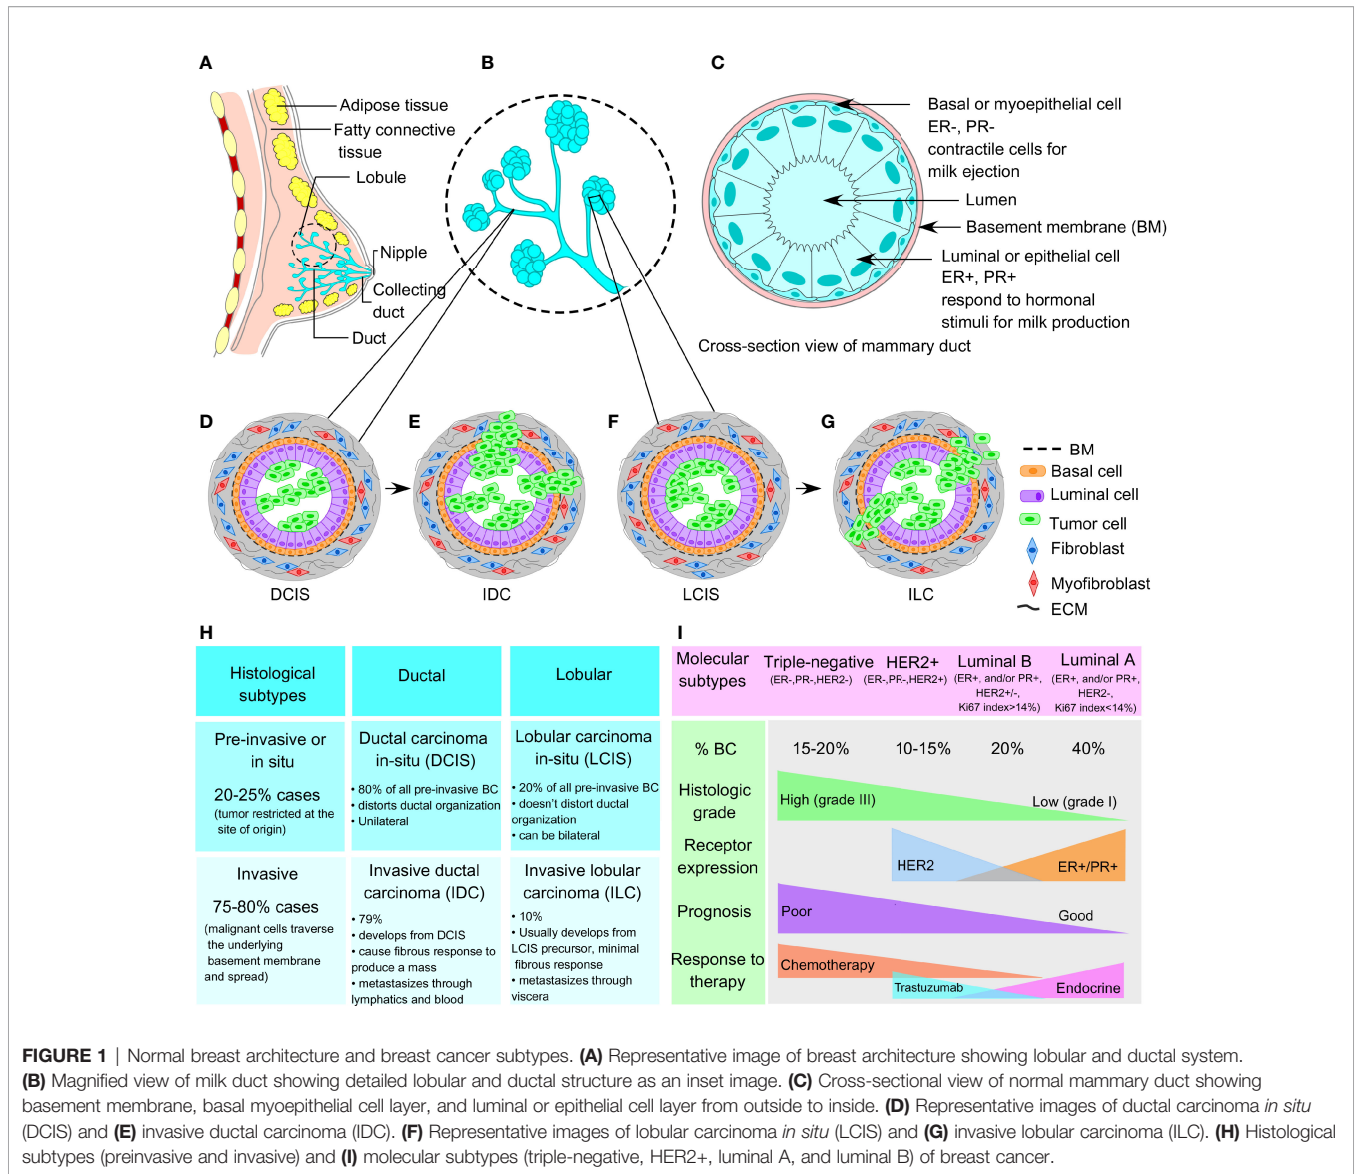 A
Adipose tissue
Fatty connective
tissue
Lobule
Nipple
Collecting
duct
Duct
B
C
Basal or myoepithelial cell
ER-, PR-
contractile cells for
milk ejection
Lumen
Basement membrane (BM)
Luminal or epithelial cell
ER+, PR+
respond to hormonal
stimuli for milk production
Cross-section view of mammary duct
D
DCIS
E
IDC
F
LCIS
G
ILC
BM
Basal cell
Luminal cell
Tumor cell
Fibroblast
Myofibroblast
ECM
H
Histological
subtypes
Ductal
Lobular
Pre-invasive or
in situ
20-25% cases
(tumor restricted at the
site of origin)
Ductal carcinoma
in-situ (DCIS)
• 80% of all pre-invasive BC
• distorts ductal organization
• Unilateral
Lobular carcinoma
in-situ (LCIS)
• 20% of all pre-invasive BC
• doesn't distort ductal
organization
• can be bilateral
Invasive
75-80% cases
(malignant cells traverse
the underlying
basement membrane
and spread)
Invasive ductal
carcinoma (IDC)
• 79%
• develops from DCIS
• cause fibrous response to
produce a mass
• metastasizes through
lymphatics and blood
Invasive lobular
carcinoma (ILC)
• 10%
• Usually develops from
LCIS precursor, minimal
fibrous response
• metastasizes through
viscera
I
Molecular
subtypes
Triple-negative
(ER-,PR-,HER2-)
HER2+
(ER-,PR-,HER2+)
Luminal B
(ER+, and/or PR+,
HER2+/-,
Ki67 index>14%)
Luminal A
(ER+, and/or PR+,
HER2-,
Ki67 index<14%)
% BC
15-20%
10-15%
20%
40%
Histologic
grade
High (grade III)
Low (grade I)
Receptor
expression
HER2
ER+/PR+
Prognosis
Poor
Good
Response to
therapy
Chemotherapy
Trastuzumab
Endocrine
FIGURE 1 | Normal breast architecture and breast cancer subtypes. (A) Representative image of breast architecture showing lobular and ductal system.
(B) Magnified view of milk duct showing detailed lobular and ductal structure as an inset image. (C) Cross-sectional view of normal mammary duct showing
basement membrane, basal myoepithelial cell layer, and luminal or epithelial cell layer from outside to inside. (D) Representative images of ductal carcinoma in situ
(DCIS) and (E) invasive ductal carcinoma (IDC). (F) Representative images of lobular carcinoma in situ (LCIS) and (G) invasive lobular carcinoma (ILC). (H) Histological
subtypes (preinvasive and invasive) and (I) molecular subtypes (triple-negative, HER2+, luminal A, and luminal B) of breast cancer.